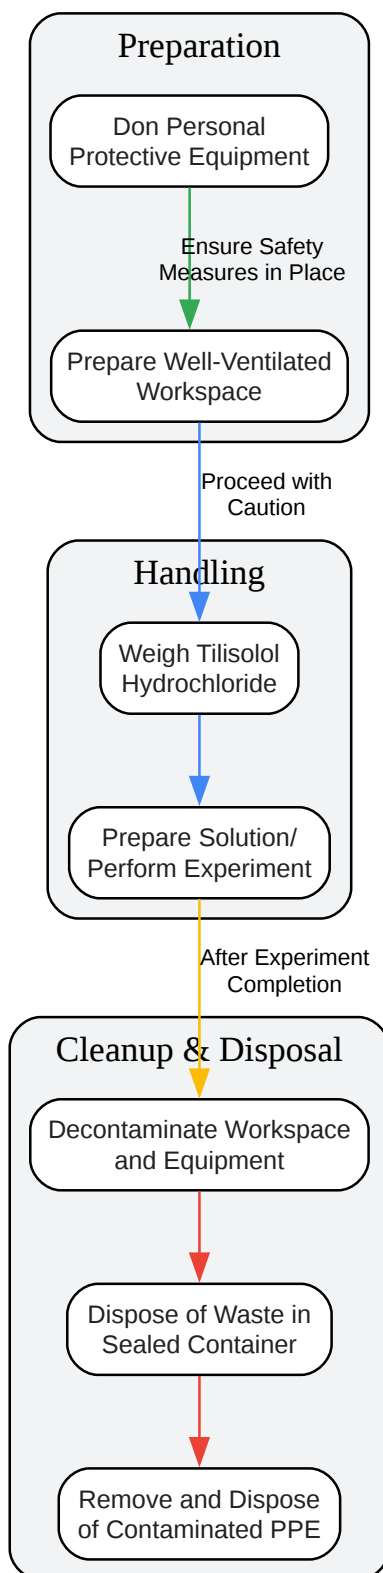 Preparation
Don Personal
Protective Equipment
Ensure Safety
Measures in Place
Prepare Well-Ventilated
Workspace
Proceed with
Caution
Handling
Weigh Tilisolol
Hydrochloride
Prepare Solution/
Perform Experiment
After Experiment
Completion
Cleanup & Disposal
Decontaminate Workspace
and Equipment
Dispose of Waste in
Sealed Container
Remove and Dispose
of Contaminated PPE